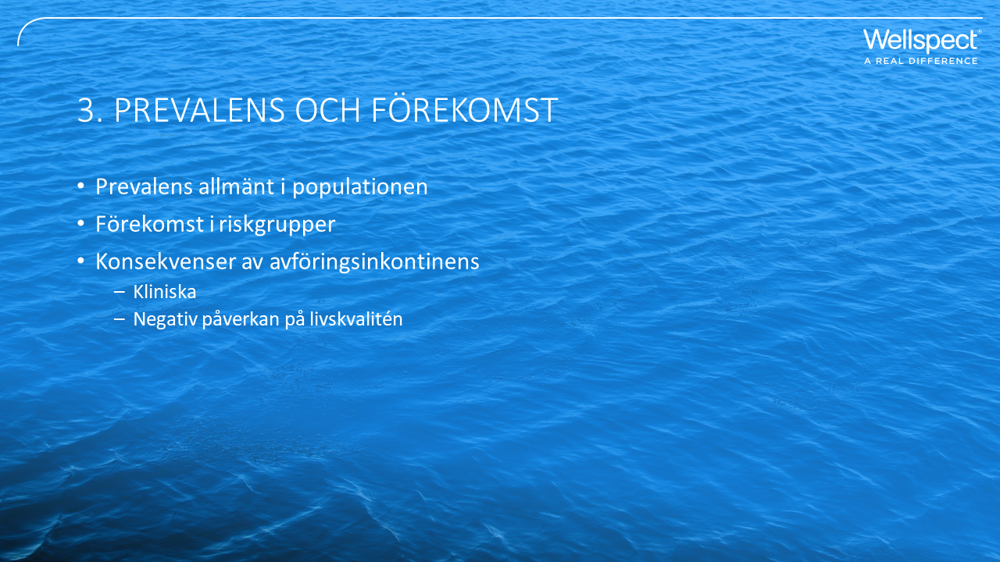 Wellspect®
A REAL DIFFERENCE
3. PREVALENS OCH FÖREKOMST
• Prevalens allmänt i populationen
• Förekomst i riskgrupper
• Konsekvenser av avföringsinkontinens
– Kliniska
– Negativ påverkan på livskvalitén